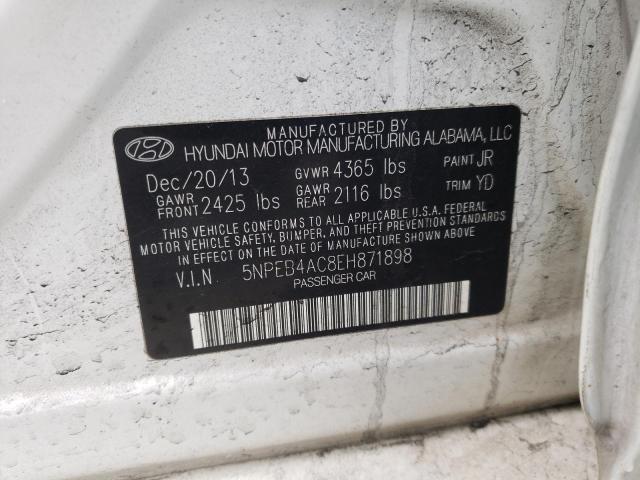 MANUFACTURED BY
HYUNDAI MOTOR MANUFACTURING ALABAMA, LLC
Dec/20/13 GVWR 4365 lbs PAINT JR
GAWR FRONT 2425 lbs GAWR REAR 2116 lbs TRIM YD
THIS VEHICLE CONFORMS TO ALL APPLICABLE U.S.A. FEDERAL
MOTOR VEHICLE SAFETY, BUMPER, AND THEFT PREVENTION STANDARDS
IN EFFECT ON THE DATE OF MANUFACTURE SHOWN ABOVE.
V.I.N 5NPEB4AC8EH871898
PASSENGER CAR